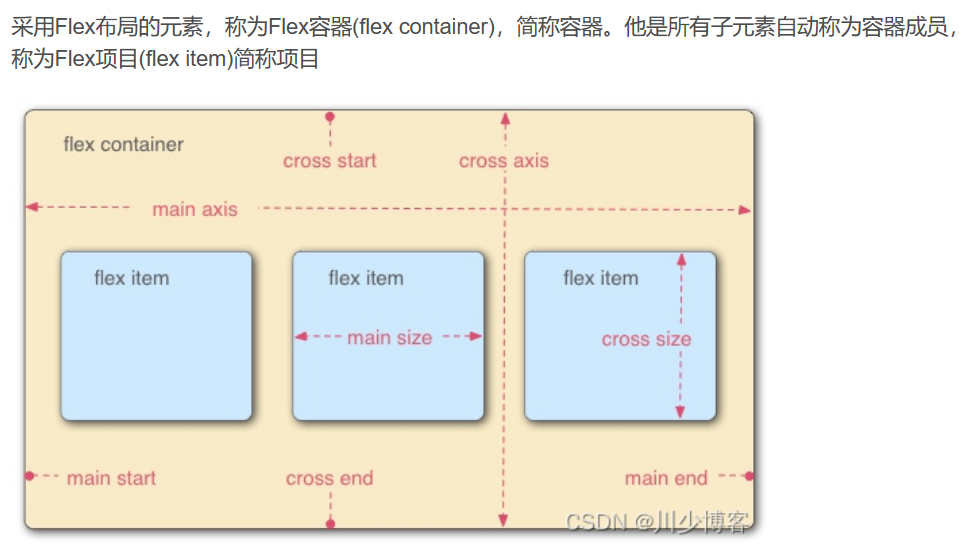 采用Flex布局的元素，称为Flex容器(flex container)，简称容器。他是所有子元素自动称为容器成员，
称为Flex项目(flex item)简称项目
flex container
cross start
cross axis
main axis
flex item
flex item
flex item
main size
cross size
main start
cross end
main end
CSDN @川少博客